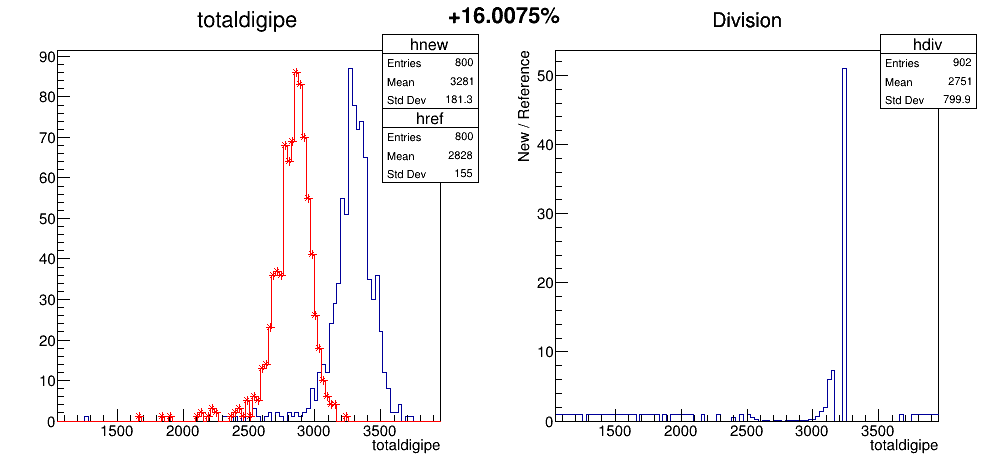 +16.0075%
totaldigipe
hnew
Entries 800
Mean 3281
Std Dev 181.3
href
Entries 800
Mean 2828
Std Dev 155
90
80
70
60
50
40
30
20
10
0
1500 2000 2500 3000 3500
totaldigipe
Division
hdiv
Entries 902
Mean 2751
Std Dev 799.9
New / Reference
50
40
30
20
10
0
1500 2000 2500 3000 3500
totaldigipe